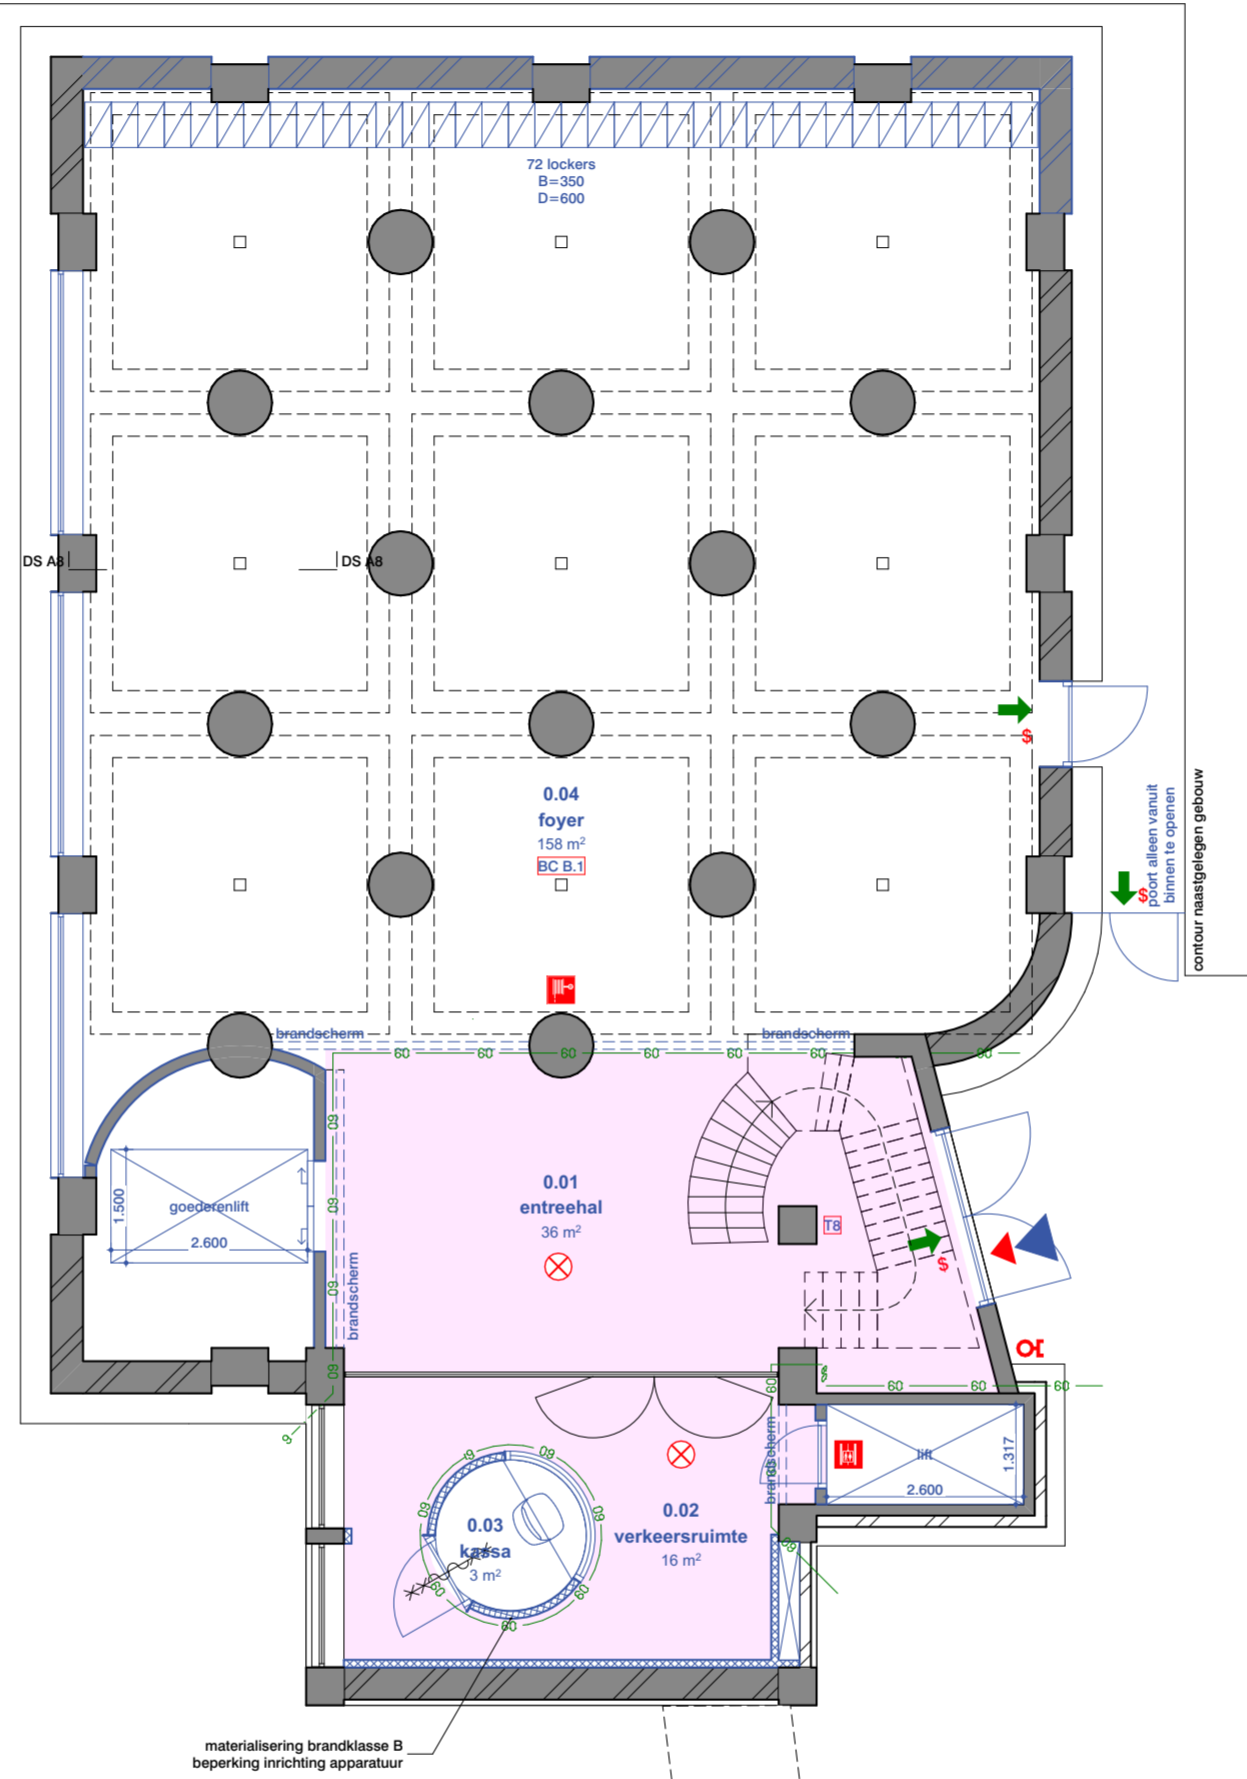 72 lockers
B=350
D=600
DS A8
DS A8
0.04
foyer
158 m²
BC B.1
poort alleen vanuit
binnen te openen
contour naastgelegen gebouw
brandscherm
brandscherm
60
60
60
60
60
60
60
60
60
60
60
goederenlift
1.500
2.600
brandscherm
0.01
entreehal
36 m²
T8
60
60
60
60
brandscherm
lift
1.317
2.600
0.02
verkeersruimte
16 m²
0.03
kassa
3 m²
60
60
60
60
60
60
60
materialisering brandklasse B
beperking inrichting apparatuur